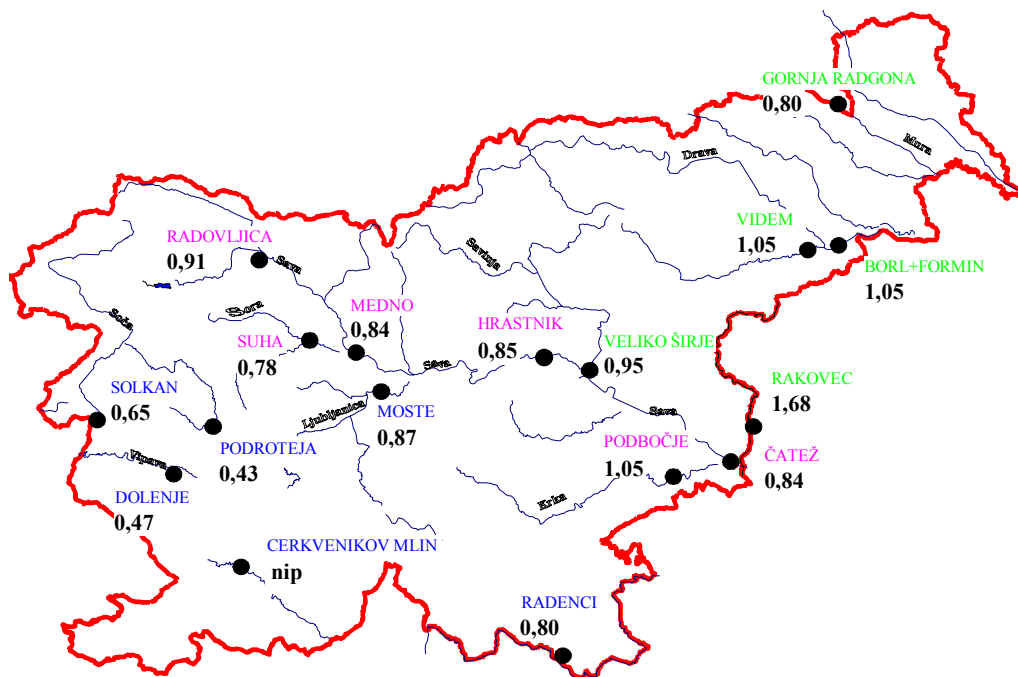 GORNJA RADGONA
0,80
Mura
Drava
VIDEM
1,05
BORL+FORMIN
1,05
RADOVLJICA
0,91
Sava
Savinja
Sora
MEDNO
0,84
Soča
SUHA
0,78
HRASTNIK
0,85
VELIKO ŠIRJE
0,95
Sava
RAKOVEC
1,68
SOLKAN
0,65
Ljubljanica
MOSTE
0,87
Sava
PODROTEJA
0,43
PODBOČJE
1,05
ČATEŽ
0,84
Vipava
DOLENJE
0,47
Krka
CERKVENIKOV MLIN
nip
RADENCI
0,80